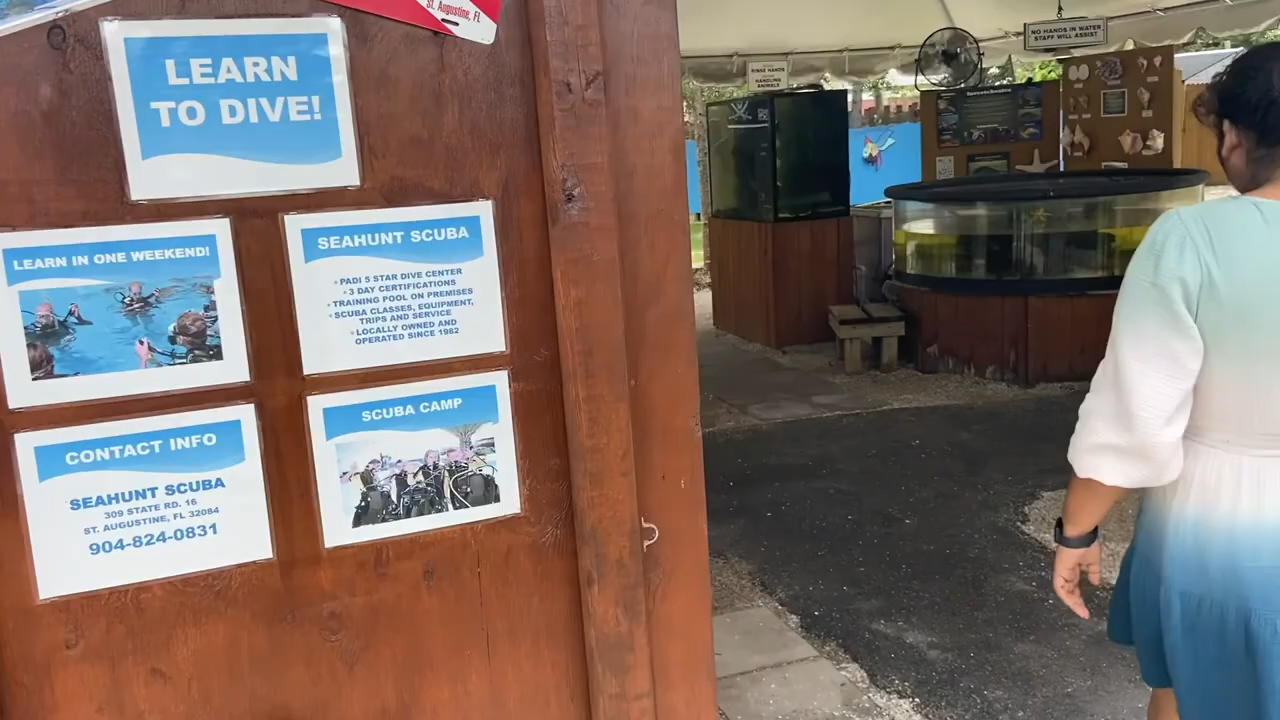 St. Augustine, FL
LEARN
TO DIVE!
LEARN IN ONE WEEKEND!
SEAHUNT SCUBA
• PADI 5 STAR DIVE CENTER
• 3 DAY CERTIFICATIONS
• TRAINING POOL ON PREMISES
• SCUBA CLASSES, EQUIPMENT,
TRIPS AND SERVICE
• LOCALLY OWNED AND
OPERATED SINCE 1982
CONTACT INFO
SEAHUNT SCUBA
309 STATE RD. 16
ST. AUGUSTINE, FL 32084
904-824-0831
SCUBA CAMP
RINSE HANDS
HANDLING
ANIMALS
NO HANDS IN WATER
STAFF WILL ASSIST
Invertebrates